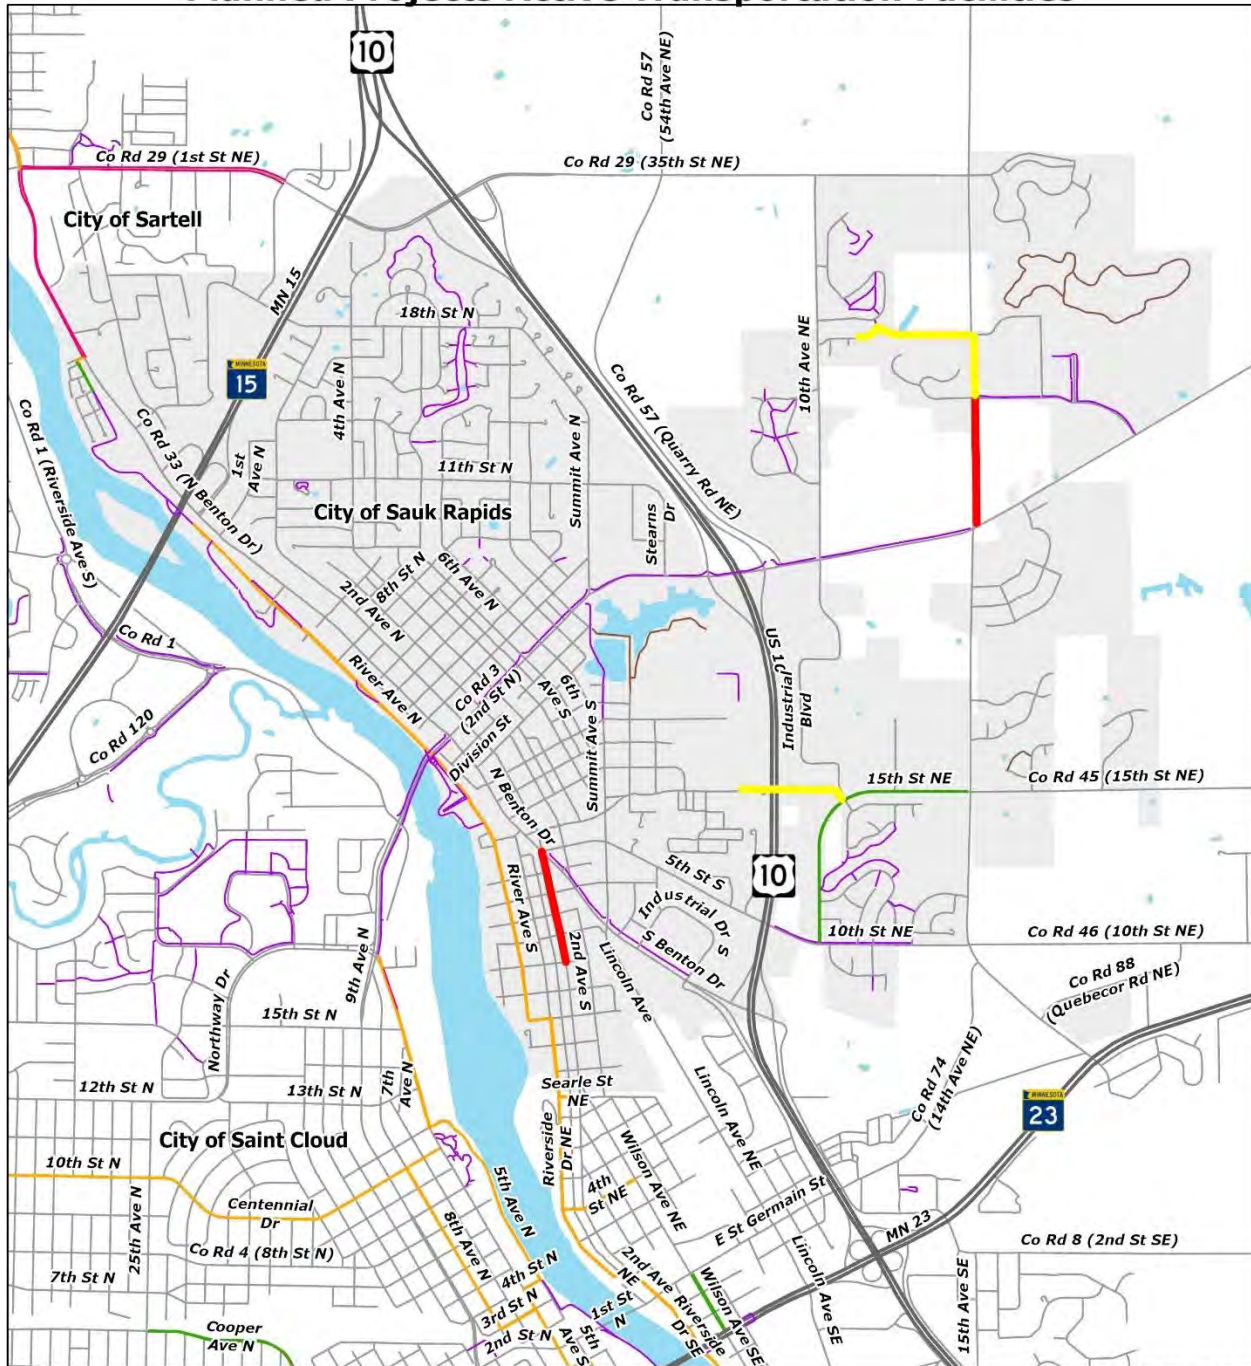 Planned Projects Active Transportation Facilities
10
Co Rd 57
(54th Ave NE)
Co Rd 29 (1st St NE)
Co Rd 29 (35th St NE)
City of Sartell
MN 15
18th St N
10th Ave NE
MINNESOTA
15
4th Ave N
Co Rd 57 (Quarry Rd NE)
Co Rd 1 (Riverside Ave S)
Co Rd 33 (N Benton Dr)
1st
Ave N
11th St N
Summit Ave N
City of Sauk Rapids
Stearns
Dr
8th St N
6th Ave N
2nd Ave N
Co Rd 1
US 10
River Ave N
Co Rd 3
(2nd St N)
6th
Ave S
Industrial
Blvd
Co Rd 120
Division St
Summit Ave S
15th St NE
Co Rd 45 (15th St NE)
N Benton Dr
10
5th St S
River Ave S
Industrial Dr S
2nd Ave S
S Benton Dr
10th St NE
Co Rd 46 (10th St NE)
Lincoln Ave
9th Ave N
Co Rd 88
(Quebecor Rd NE)
Northway Dr
15th St N
12th St N
13th St N
7th
Ave N
Searle St
NE
Lincoln Ave NE
Co Rd 74
(14th Ave NE)
MINNESOTA
23
City of Saint Cloud
Riverside
Dr NE
Wilson Ave NE
10th St N
4th
St NE
5th Ave N
E St Germain St
25th Ave N
Centennial
Dr
8th Ave N
MN 23
Co Rd 4 (8th St N)
Co Rd 8 (2nd St SE)
7th St N
4th St N
2nd Ave
NE
Lincoln Ave SE
15th Ave SE
3rd St N
1st St
N
Riverside
Dr SE
Wilson Ave SE
Cooper
Ave N
2nd St N
5th
Ave S